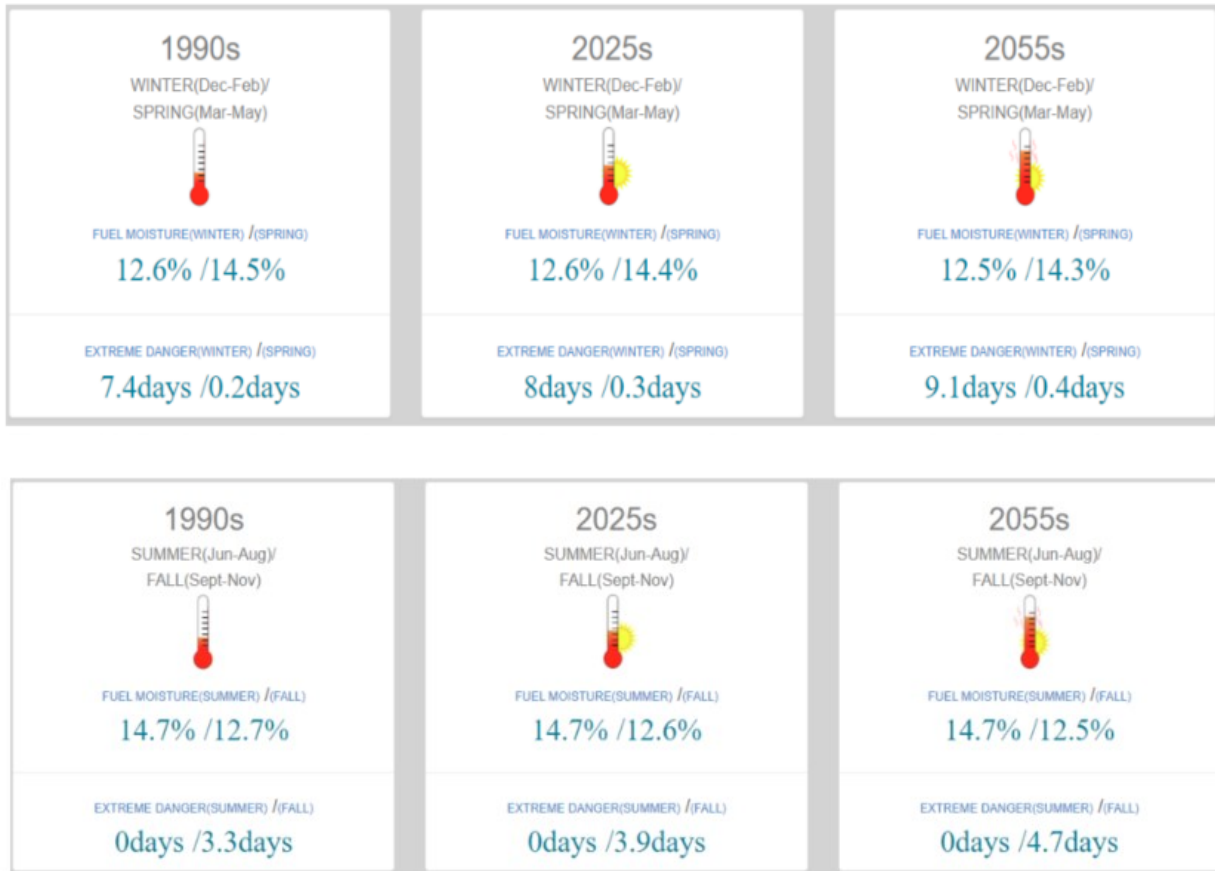 1990s
WINTER(Dec-Feb)/
SPRING(Mar-May)
FUEL MOISTURE(WINTER) /(SPRING)
12.6% /14.5%
EXTREME DANGER(WINTER) /(SPRING)
7.4days /0.2days
2025s
WINTER(Dec-Feb)/
SPRING(Mar-May)
FUEL MOISTURE(WINTER) /(SPRING)
12.6% /14.4%
EXTREME DANGER(WINTER) /(SPRING)
8days /0.3days
2055s
WINTER(Dec-Feb)/
SPRING(Mar-May)
FUEL MOISTURE(WINTER) /(SPRING)
12.5% /14.3%
EXTREME DANGER(WINTER) /(SPRING)
9.1days /0.4days
1990s
SUMMER(Jun-Aug)/
FALL(Sept-Nov)
FUEL MOISTURE(SUMMER) /(FALL)
14.7% /12.7%
EXTREME DANGER(SUMMER) /(FALL)
0days /3.3days
2025s
SUMMER(Jun-Aug)/
FALL(Sept-Nov)
FUEL MOISTURE(SUMMER) /(FALL)
14.7% /12.6%
EXTREME DANGER(SUMMER) /(FALL)
0days /3.9days
2055s
SUMMER(Jun-Aug)/
FALL(Sept-Nov)
FUEL MOISTURE(SUMMER) /(FALL)
14.7% /12.5%
EXTREME DANGER(SUMMER) /(FALL)
0days /4.7days